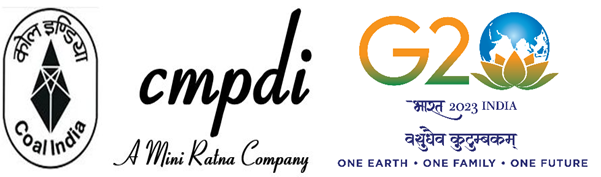 कोल इण्डिया
Coal India
cmpdi
A Mini Ratna Company
G20
भारत 2023 INDIA
वसुधैव कुटुम्बकम्
ONE EARTH • ONE FAMILY • ONE FUTURE